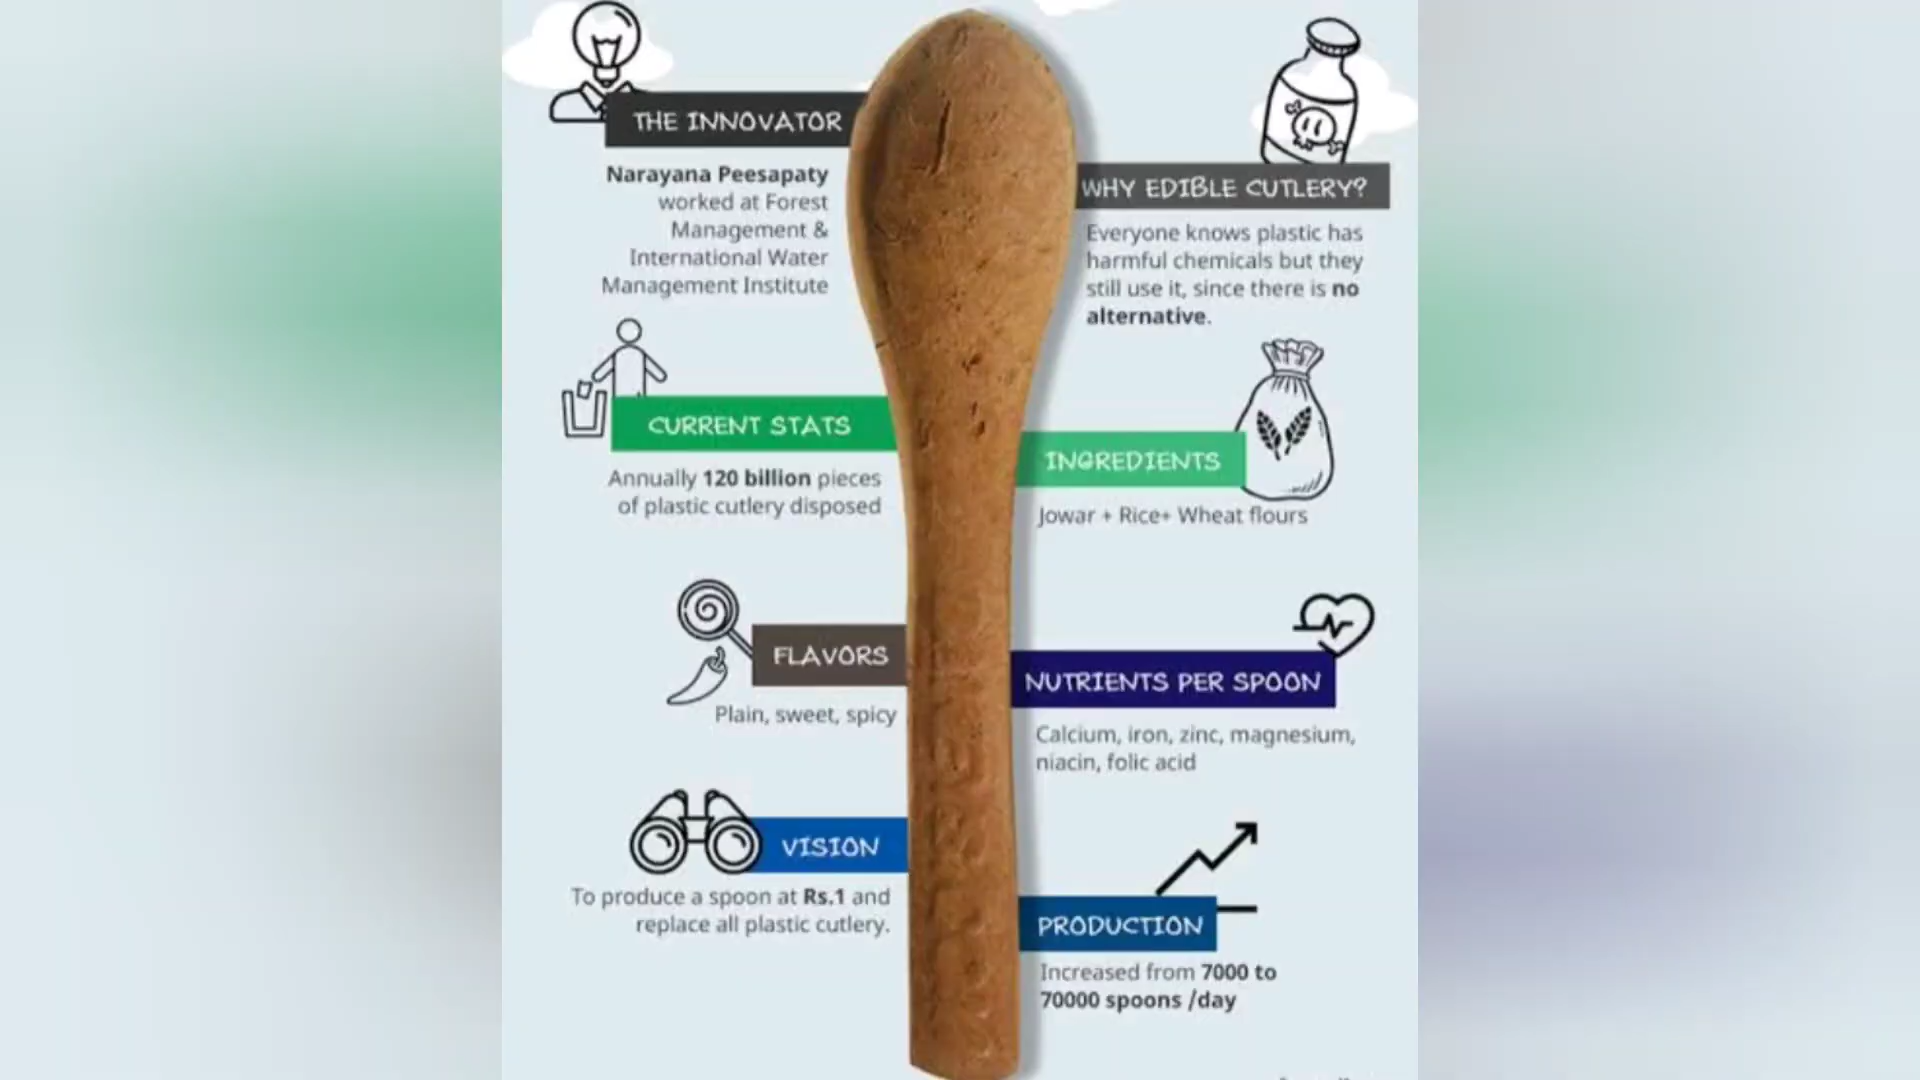 THE INNOVATOR
Narayana Peesapaty
worked at Forest
Management &
International Water
Management Institute
WHY EDIBLE CUTLERY?
Everyone knows plastic has
harmful chemicals but they
still use it, since there is no
alternative.
CURRENT STATS
Annually 120 billion pieces
of plastic cutlery disposed
INGREDIENTS
Jowar + Rice+ Wheat flours
FLAVORS
Plain, sweet, spicy
NUTRIENTS PER SPOON
Calcium, iron, zinc, magnesium,
niacin, folic acid
VISION
To produce a spoon at Rs.1 and
replace all plastic cutlery.
PRODUCTION
Increased from 7000 to
70000 spoons /day